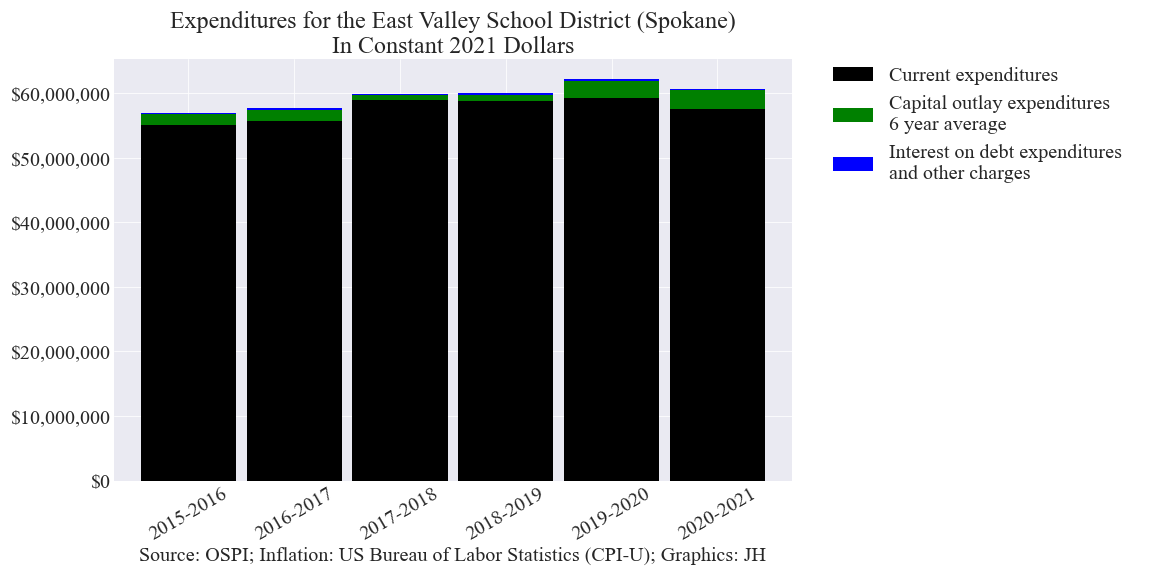 Expenditures for the East Valley School District (Spokane)
In Constant 2021 Dollars
$60,000,000
$50,000,000
$40,000,000
$30,000,000
$20,000,000
$10,000,000
$0
2015-2016
2016-2017
2017-2018
2018-2019
2019-2020
2020-2021
Source: OSPI; Inflation: US Bureau of Labor Statistics (CPI-U); Graphics: JH
Current expenditures
Capital outlay expenditures
6 year average
Interest on debt expenditures
and other charges